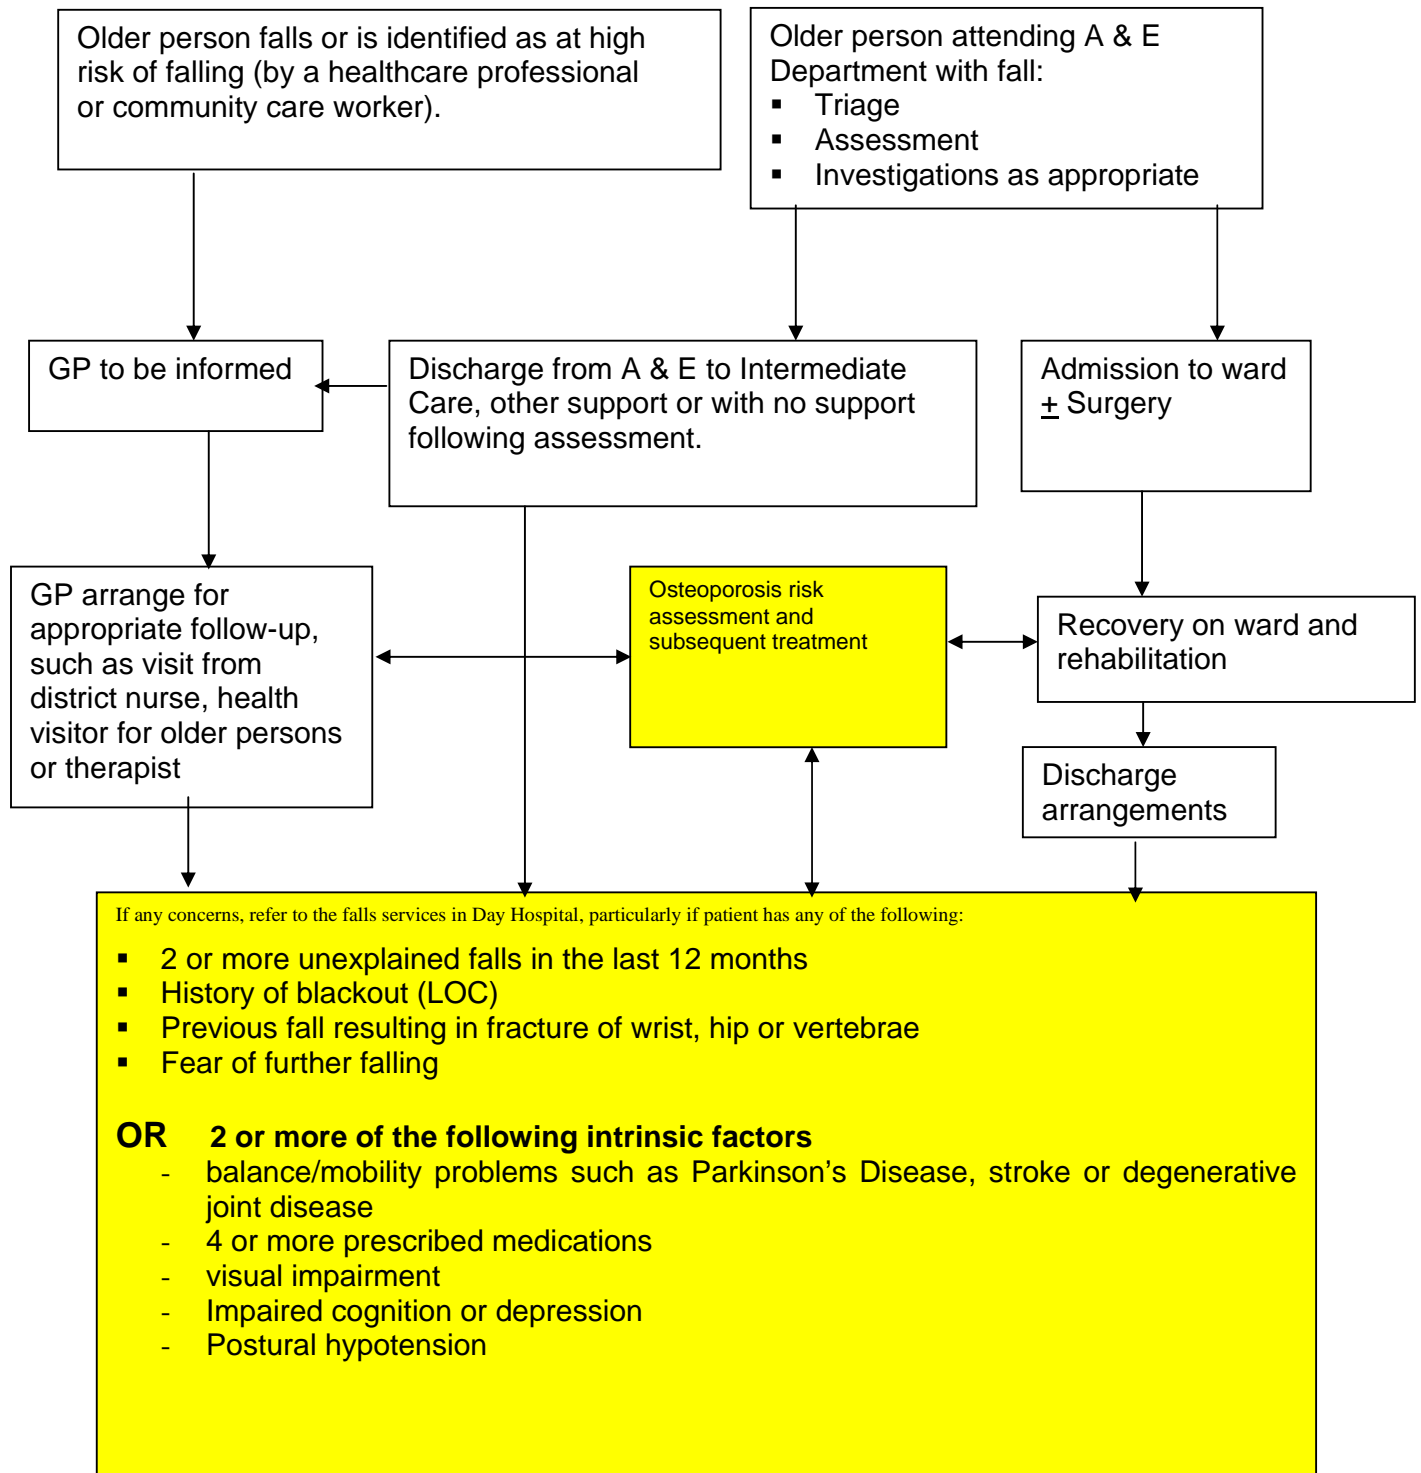 Older person falls or is identified as at high
risk of falling (by a healthcare professional
or community care worker).
Older person attending A & E
Department with fall:
▪ Triage
▪ Assessment
▪ Investigations as appropriate
GP to be informed
Discharge from A & E to Intermediate
Care, other support or with no support
following assessment.
Admission to ward
± Surgery
GP arrange for
appropriate follow-up,
such as visit from
district nurse, health
visitor for older persons
or therapist
Osteoporosis risk
assessment and
subsequent treatment
Recovery on ward and
rehabilitation
Discharge
arrangements
If any concerns, refer to the falls services in Day Hospital, particularly if patient has any of the following:
▪ 2 or more unexplained falls in the last 12 months
▪ History of blackout (LOC)
▪ Previous fall resulting in fracture of wrist, hip or vertebrae
▪ Fear of further falling
OR 2 or more of the following intrinsic factors
- balance/mobility problems such as Parkinson's Disease, stroke or degenerative
joint disease
- 4 or more prescribed medications
- visual impairment
- Impaired cognition or depression
- Postural hypotension